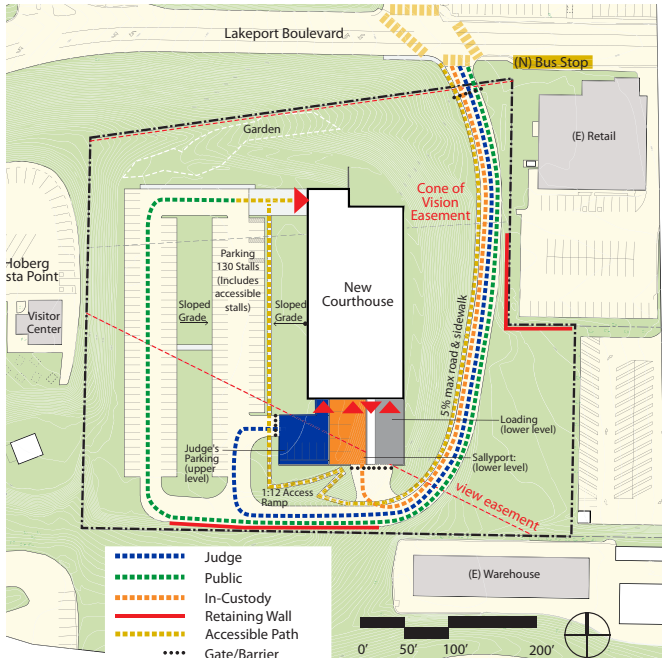 Lakeport Boulevard
(N) Bus Stop
Garden
(E) Retail
Cone of
Vision
Easement
Hoberg
sta Point
Parking
130 Stalls
(Includes
accessible
stalls)
New
Courthouse
Visitor
Center
Sloped
Grade
Sloped
Grade
5% max road & sidewalk
Loading
(lower level)
Judge's
Parking
(upper
level)
Sallyport:
(lower level)
1:12 Access
Ramp
view easement
Judge
Public
In-Custody
Retaining Wall
Accessible Path
Gate/Barrier
(E) Warehouse
0' 50' 100' 200'